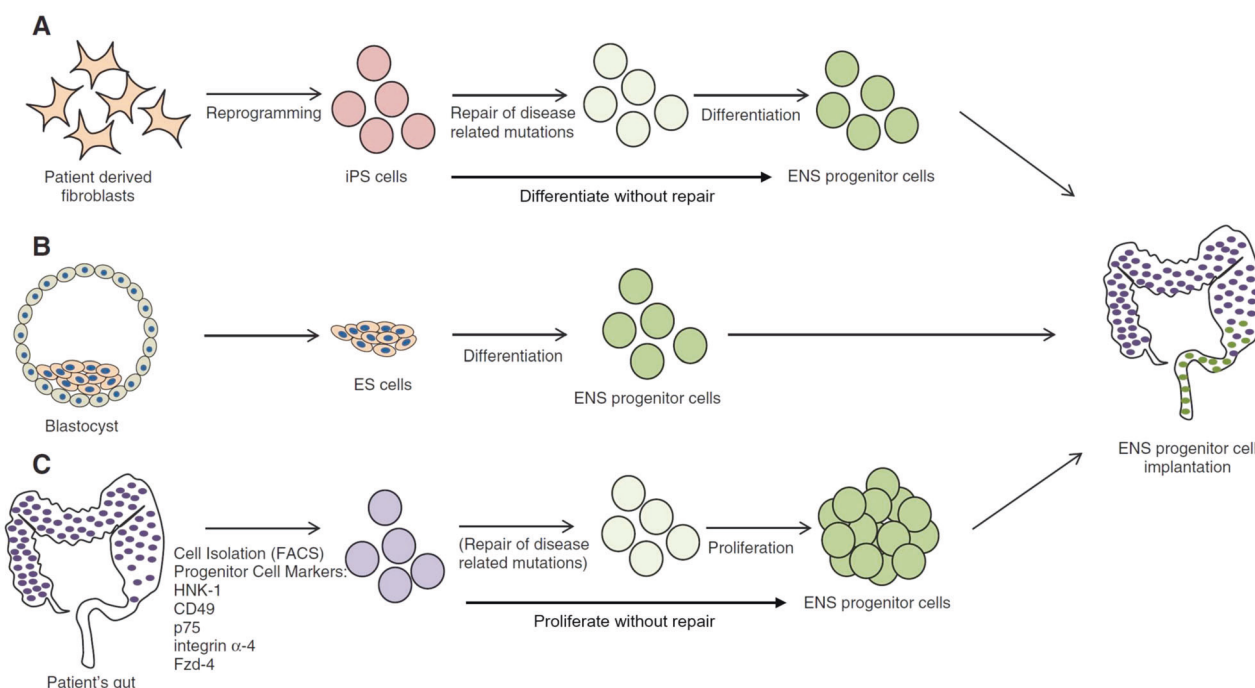 A
Reprogramming
Repair of disease
related mutations
Differentiation
Patient derived
fibroblasts
iPS cells
ENS progenitor cells
Differentiate without repair
B
Differentiation
Blastocyst
ES cells
ENS progenitor cells
ENS progenitor cell
implantation
C
Cell Isolation (FACS)
Progenitor Cell Markers:
HNK-1
CD49
p75
integrin α-4
Fzd-4
(Repair of disease
related mutations)
Proliferation
ENS progenitor cells
Proliferate without repair
Patient's gut